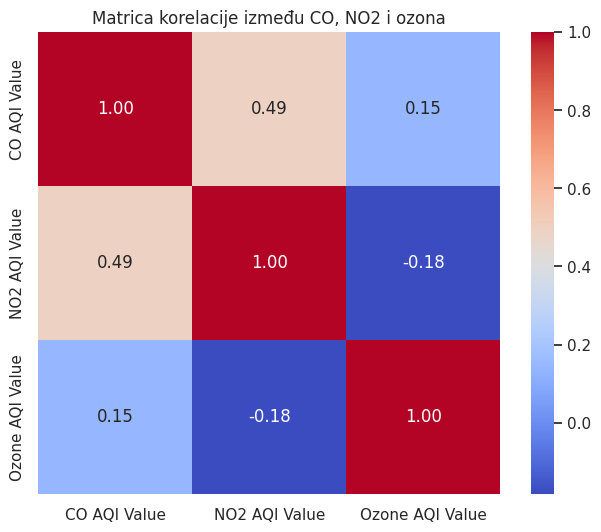 Matrica korelacije između CO, NO2 i ozona
CO AQI Value
1.00
0.49
0.15
NO2 AQI Value
0.49
1.00
-0.18
Ozone AQI Value
0.15
-0.18
1.00
CO AQI Value
NO2 AQI Value
Ozone AQI Value
1.0
0.8
0.6
0.4
0.2
0.0